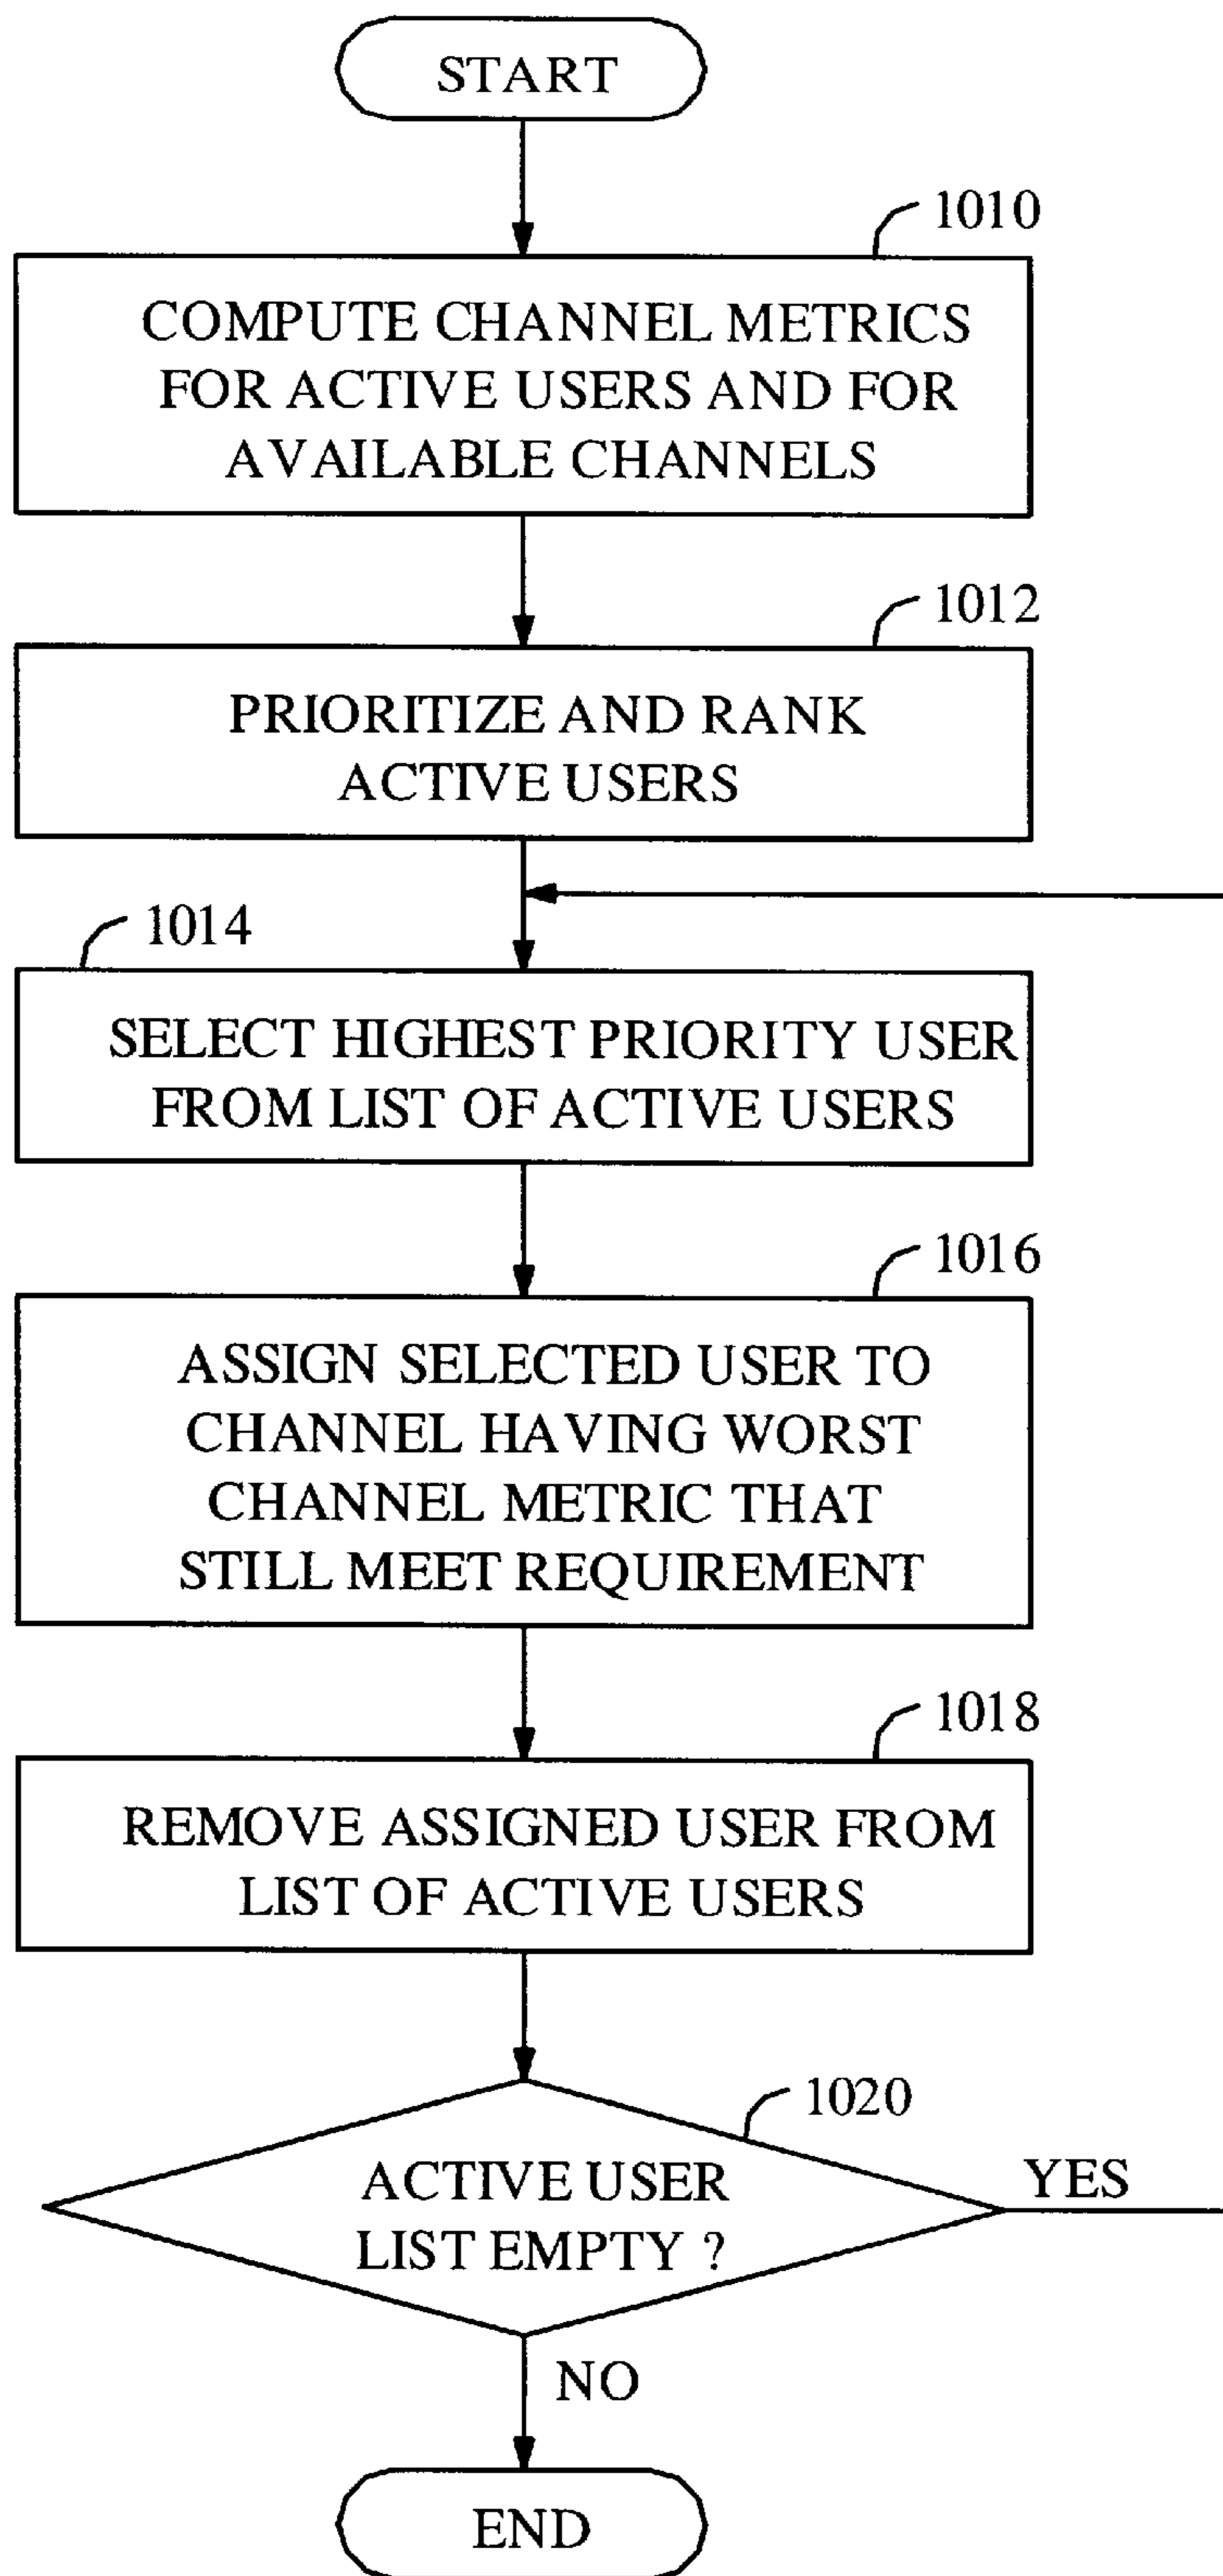 START
1010
COMPUTE CHANNEL METRICS
FOR ACTIVE USERS AND FOR
AVAILABLE CHANNELS
1012
PRIORITIZE AND RANK
ACTIVE USERS
1014
SELECT HIGHEST PRIORITY USER
FROM LIST OF ACTIVE USERS
1016
ASSIGN SELECTED USER TO
CHANNEL HAVING WORST
CHANNEL METRIC THAT
STILL MEET REQUIREMENT
1018
REMOVE ASSIGNED USER FROM
LIST OF ACTIVE USERS
1020
ACTIVE USER
LIST EMPTY ?
YES
NO
END